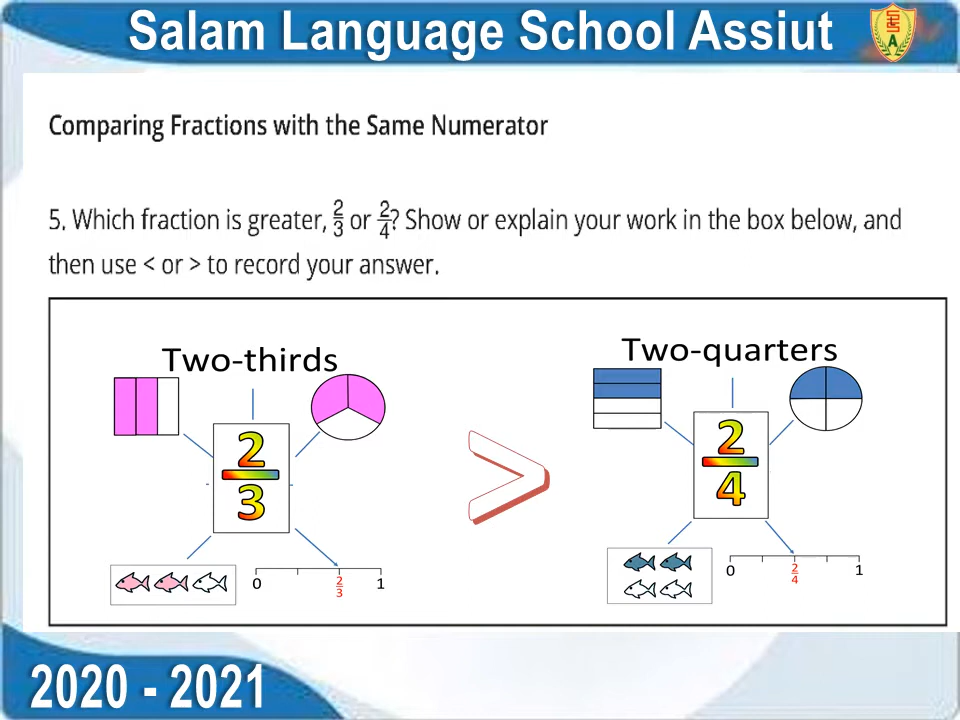 Salam Language School Assiut
A
Comparing Fractions with the Same Numerator
5. Which fraction is greater, 2/3 or 2/4? Show or explain your work in the box below, and
then use < or > to record your answer.
Two-thirds
2/3
0 2/3 1
>
Two-quarters
2/4
0 2/4 1
2020 - 2021